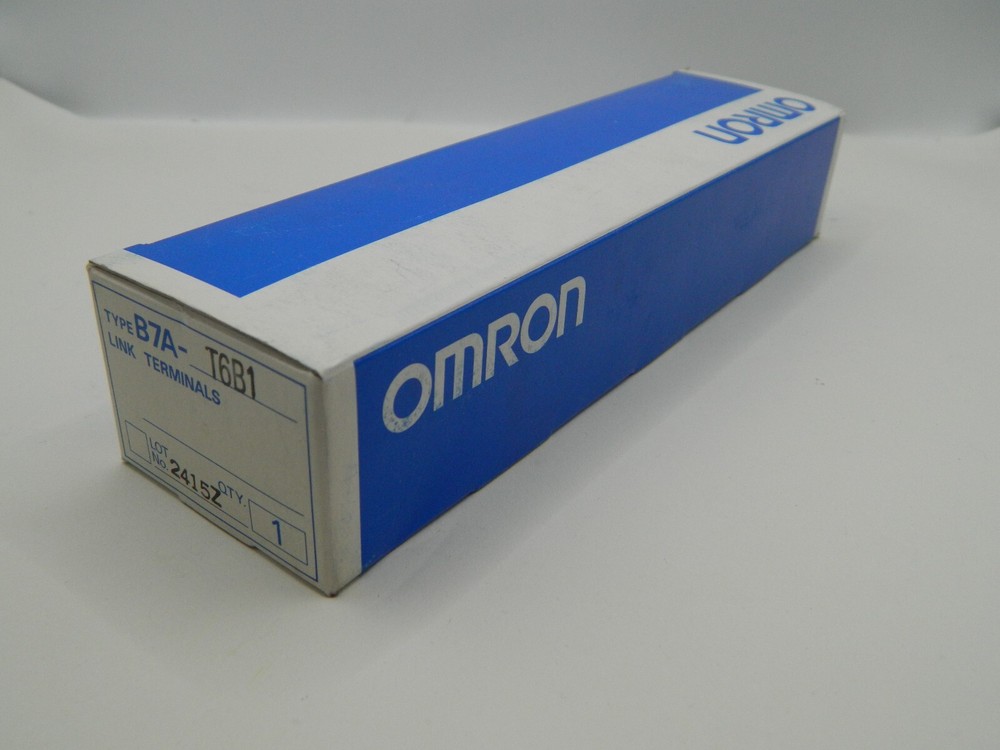 OMRON
OMRON
TYPE B7A- T6B1
LINK TERMINALS
LOT
No. 2415Z QTY. 1